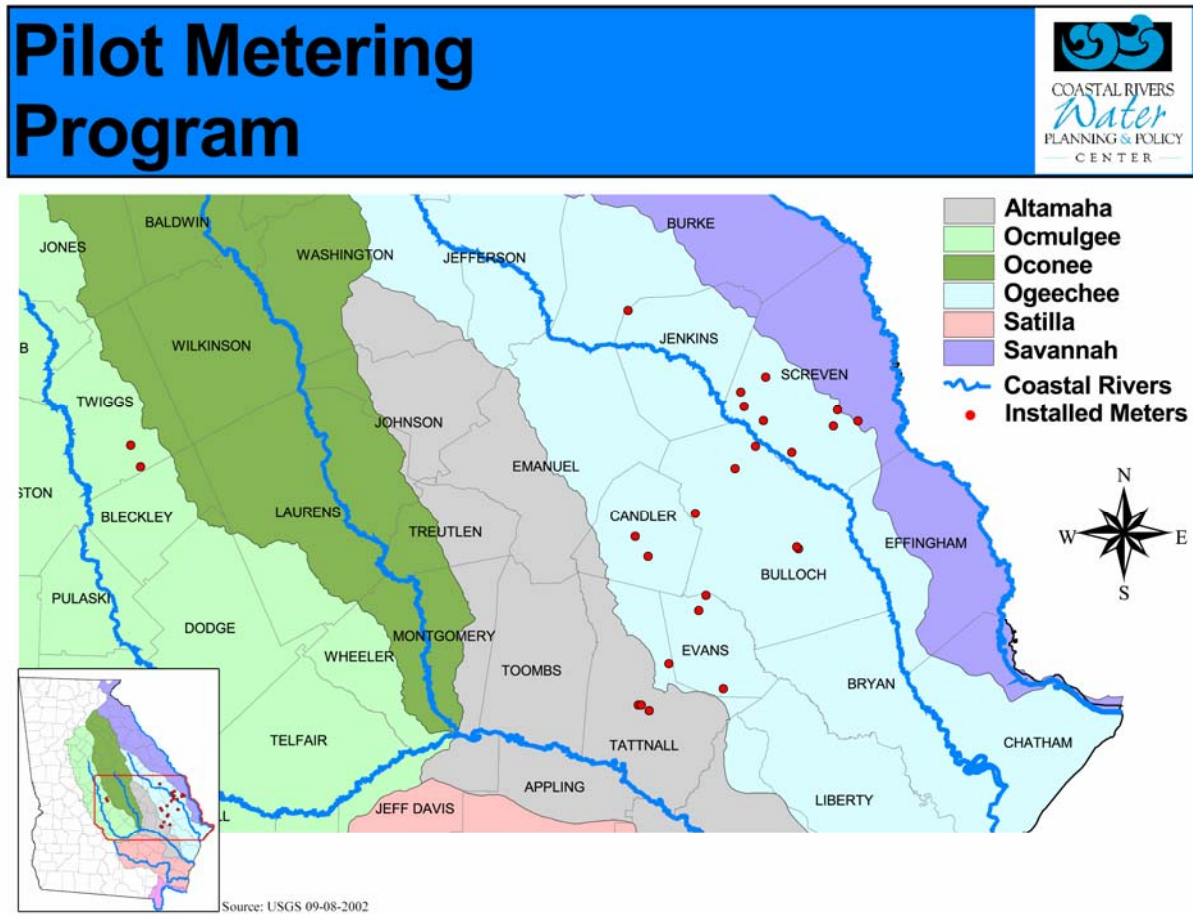 Pilot Metering
Program
COASTAL RIVERS
Water
PLANNING & POLICY
CENTER
Altamaha
Ocmulgee
Oconee
Ogeechee
Satilla
Savannah
Coastal Rivers
Installed Meters
N
W E
S
BALDWIN
BURKE
JONES
WASHINGTON
JEFFERSON
WILKINSON
JENKINS
B
SCREVEN
TWIGGS
JOHNSON
EMANUEL
STON
BLECKLEY
LAURENS
CANDLER
TREUTLEN
EFFINGHAM
BULLOCH
PULASKI
DODGE
MONTGOMERY
WHEELER
EVANS
TOOMBS
BRYAN
TELFAIR
TATTNALL
CHATHAM
APPLING
LIBERTY
JEFF DAVIS
LL
Source: USGS 09-08-2002